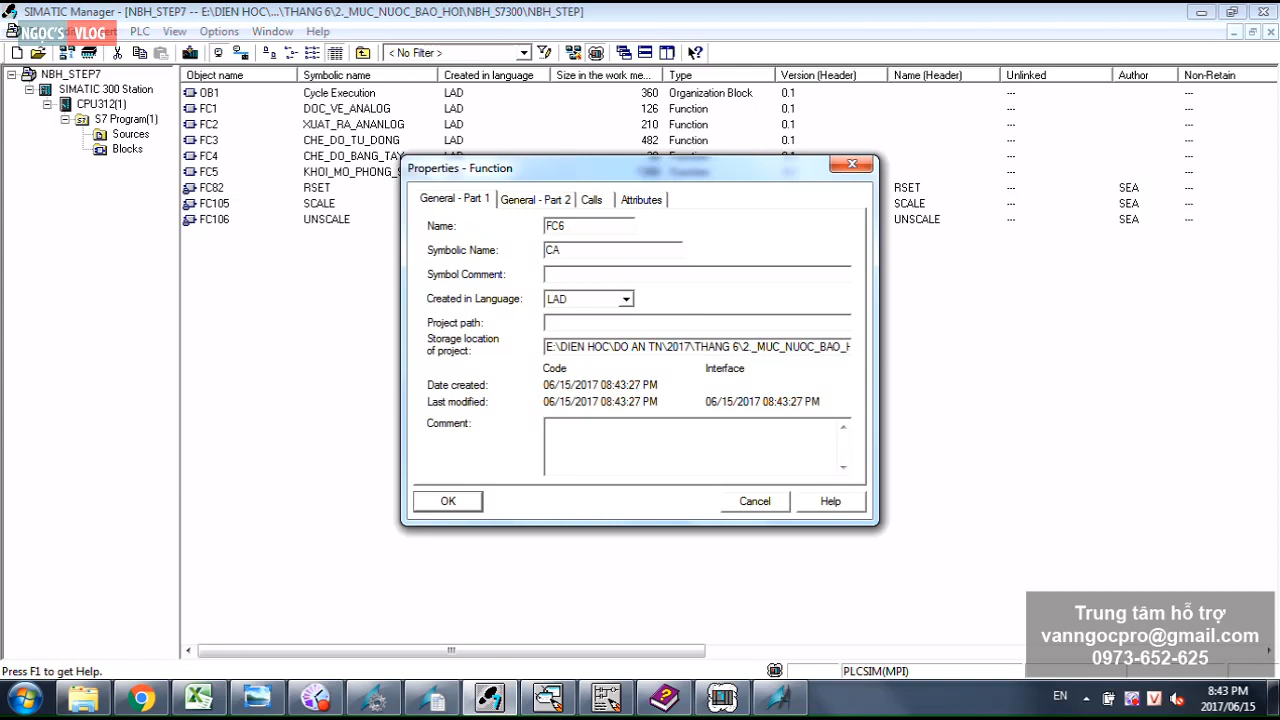 SIMATIC Manager - [NBH_STEP7 -- E:\DIEN HOC\...\THANG 6\2._MUC_NUOC_BAO_HOI\NBH_S7300\NBH_STEP7]
NGỌC'S VLOG
PLC View Options Window Help
< No Filter >
Object name Symbolic name Created in language Size in the work me... Type Version (Header) Name (Header) Unlinked Author Non-Retain
NBH_STEP7
SIMATIC 300 Station
CPU312(1)
S7 Program(1)
Sources
Blocks
OB1 Cycle Execution LAD 360 Organization Block 0.1 --- ---
FC1 DOC_VE_ANALOG LAD 126 Function 0.1 --- ---
FC2 XUAT_RA_ANANLOG LAD 210 Function 0.1 --- ---
FC3 CHE_DO_TU_DONG LAD 482 Function 0.1 --- ---
FC4 CHE_DO_BANG_TAY --- ---
FC5 KHOI_MO_PHONG --- ---
FC82 RSET RSET --- SEA ---
FC105 SCALE SCALE --- SEA ---
FC106 UNSCALE UNSCALE --- SEA ---
Properties - Function
General - Part 1 General - Part 2 Calls Attributes
Name: FC6
Symbolic Name: CA
Symbol Comment:
Created in Language: LAD
Project path:
Storage location
of project: E:\DIEN HOC\DO AN TN\2017\THANG 6\2._MUC_NUOC_BAO_H
Code Interface
Date created: 06/15/2017 08:43:27 PM
Last modified: 06/15/2017 08:43:27 PM 06/15/2017 08:43:27 PM
Comment:
OK Cancel Help
Trung tâm hỗ trợ
vanngocpro@gmail.com
0973-652-625
Press F1 to get Help. PLCSIM(MPI)
EN 8:43 PM
2017/06/15